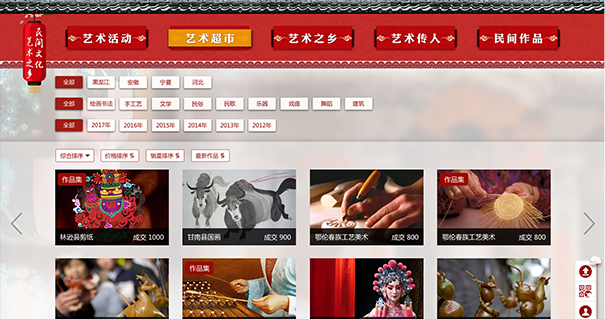 民间文化
艺术之乡
艺术活动
艺术超市
艺术之乡
艺术传人
民间作品
全部 黑龙江 安徽 宁夏 河北
全部 绘画书法 手工艺 文学 民俗 民歌 乐器 戏曲 舞蹈 建筑
全部 2017年 2016年 2015年 2014年 2013年 2012年
综合排序 价格排序 销量排序 最新作品
作品集
林逊县剪纸 成交 1000
甘南县国画 成交 900
鄂伦春族工艺美术 成交 800
作品集
鄂伦春族工艺美术 成交 800
作品集